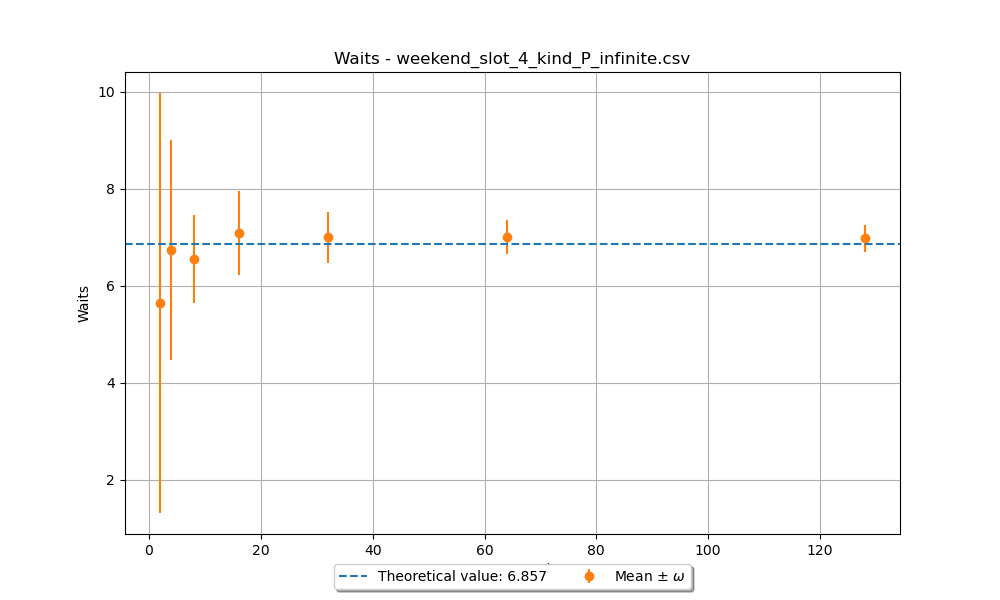 Waits - weekend_slot_4_kind_P_infinite.csv
10
8
6
4
2
Waits
0 20 40 60 80 100 120
Theoretical value: 6.857 Mean ± ω